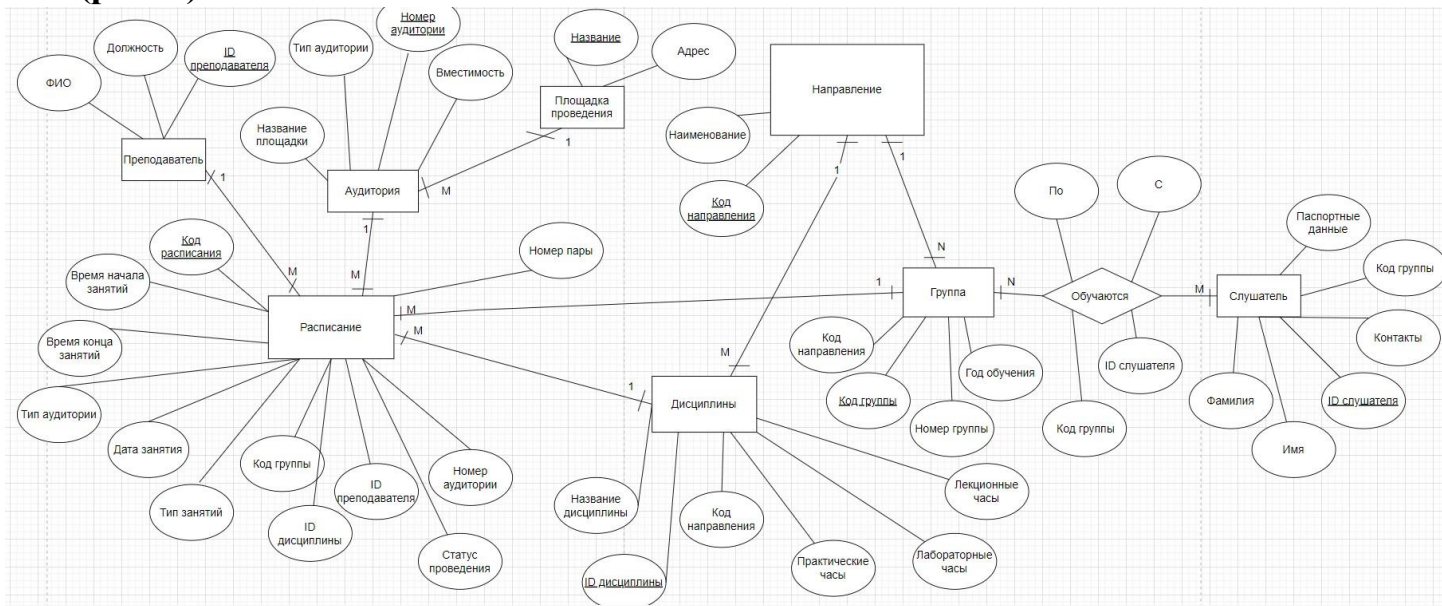 Номер
аудитории
Должность
ID
преподавателя
Тип аудитории
Название
Адрес
ФИО
Вместимость
Площадка
проведения
Направление
Название
площадки
Наименование
Преподаватель
1
Аудитория
М
1
1
1
Код
направления
По
С
Паспортные
данные
Код
расписания
1
Номер пары
N
Код группы
Время начала
занятий
М
М
1
Группа
N
Обучаются
М
Слушатель
М
Расписание
М
Время конца
занятий
Код
направления
Контакты
Год обучения
ID слушателя
М
1
Дисциплины
Код группы
Фамилия
ID слушателя
Тип аудитории
Номер группы
Код группы
Имя
Дата занятия
Код группы
Номер
аудитории
ID
преподавателя
Лекционные
часы
Тип занятий
Название
дисциплины
Код
направления
ID
дисциплины
Статус
проведения
Практические
часы
Лабораторные
часы
ID дисциплины